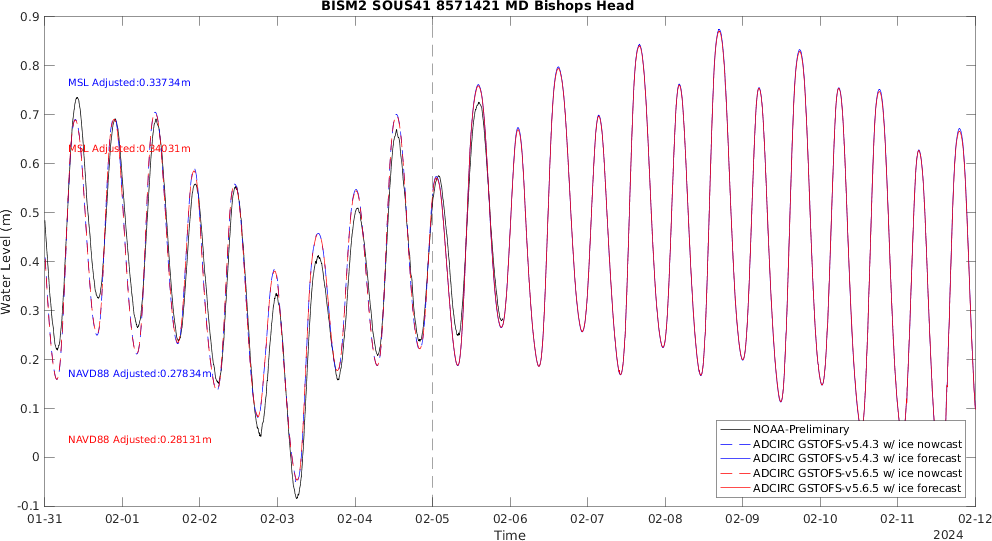 BISM2 SOUS41 8571421 MD Bishops Head
0.9
0.8
0.7
0.6
0.5
0.4
0.3
0.2
0.1
0
-0.1
Water Level (m)
MSL Adjusted:0.33734m
MSL Adjusted:0.34031m
NAVD88 Adjusted:0.27834m
NAVD88 Adjusted:0.28131m
NOAA-Preliminary
ADCIRC GSTOFS-v5.4.3 w/ ice nowcast
ADCIRC GSTOFS-v5.4.3 w/ ice forecast
ADCIRC GSTOFS-v5.6.5 w/ ice nowcast
ADCIRC GSTOFS-v5.6.5 w/ ice forecast
01-31 02-01 02-02 02-03 02-04 02-05 02-06 02-07 02-08 02-09 02-10 02-11 02-12
Time
2024